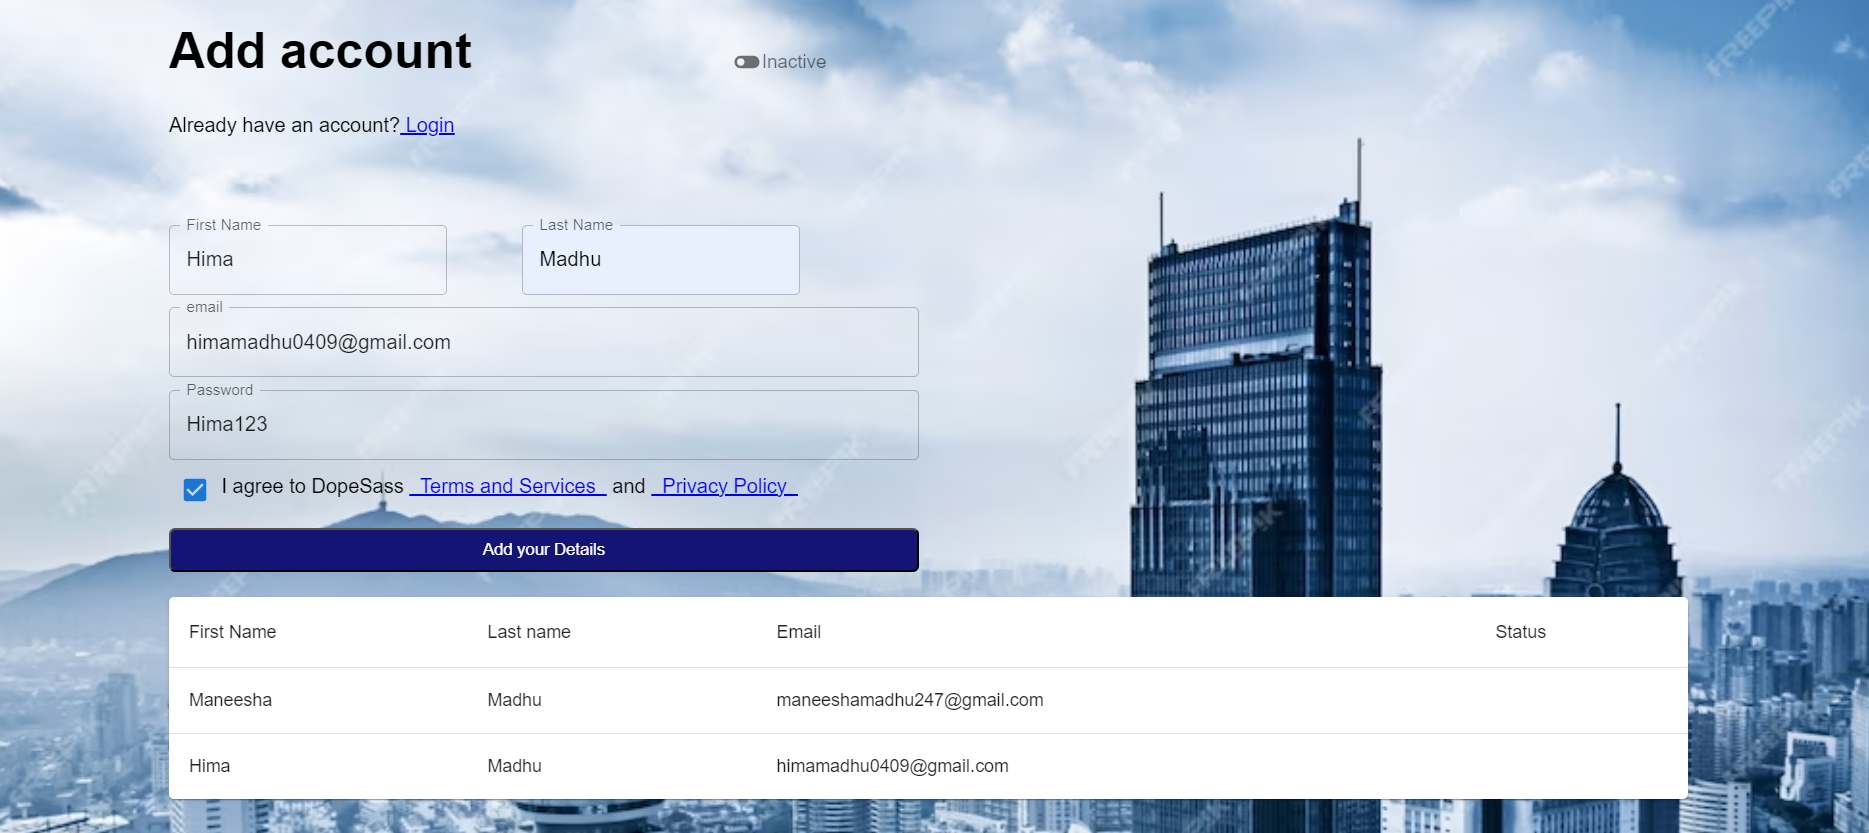 Add account
Inactive
Already have an account? Login
First Name
Last Name
Hima
Madhu
email
himamadhu0409@gmail.com
Password
Hima123
I agree to DopeSass Terms and Services and Privacy Policy
Add your Details
First Name Last name Email Status
Maneesha Madhu maneeshamadhu247@gmail.com
Hima Madhu himamadhu0409@gmail.com
FREEPIK